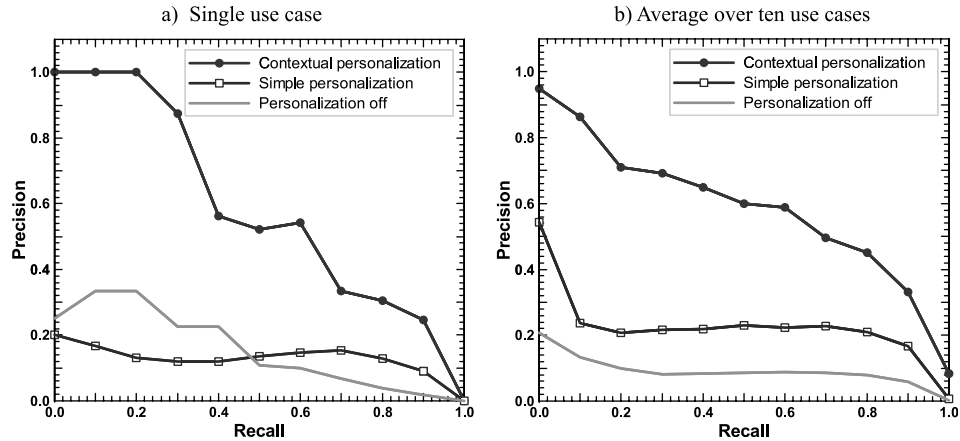 a) Single use case
Contextual personalization
Simple personalization
Personalization off
Precision
1.0
0.8
0.6
0.4
0.2
0.0
0.0 0.2 0.4 0.6 0.8 1.0
Recall
b) Average over ten use cases
Contextual personalization
Simple personalization
Personalization off
Precision
1.0
0.8
0.6
0.4
0.2
0.0
0.0 0.2 0.4 0.6 0.8 1.0
Recall